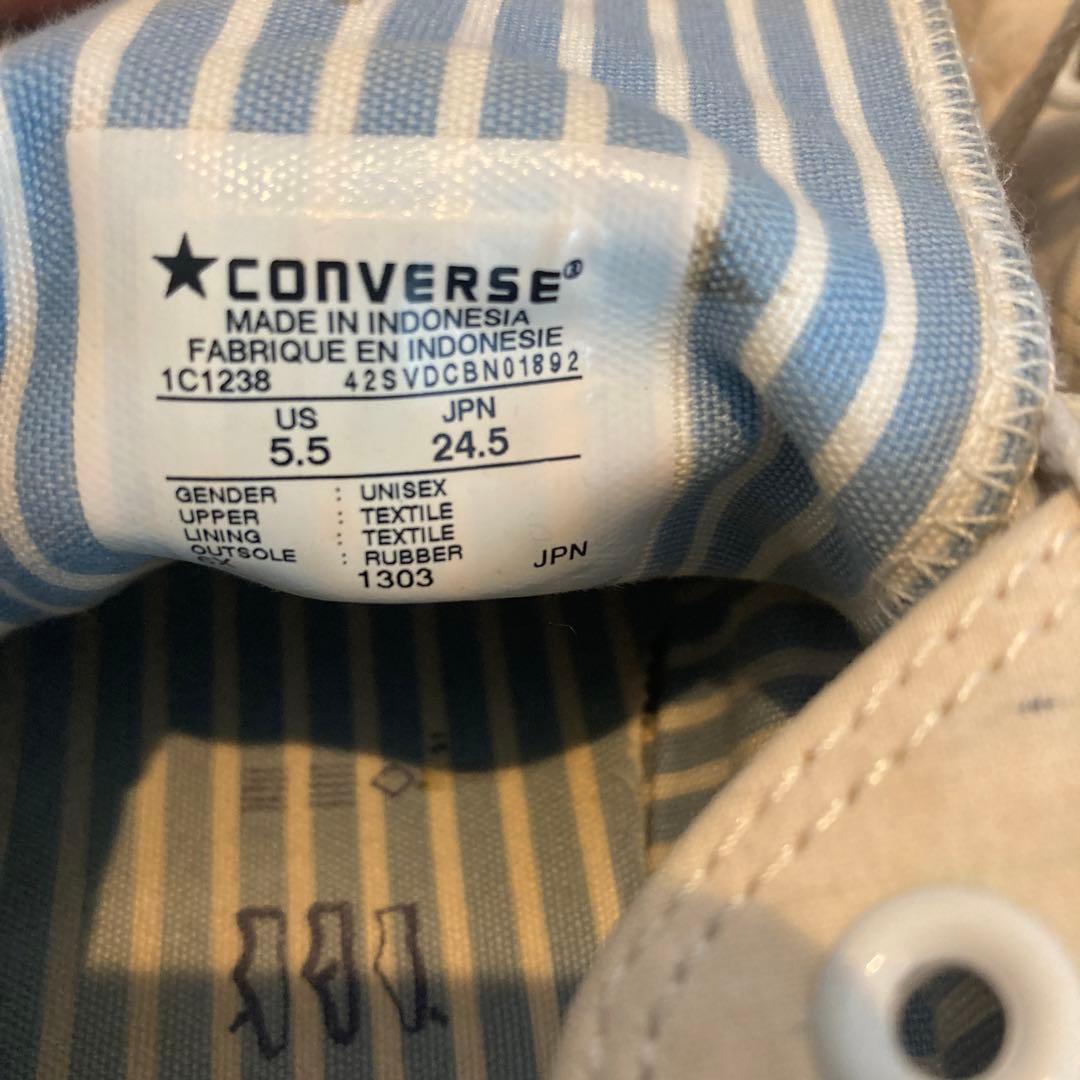 ★CONVERSE®
MADE IN INDONESIA
FABRIQUE EN INDONESIE
1C1238 42SVDCBN01892
US JPN
5.5 24.5
GENDER : UNISEX
UPPER : TEXTILE
LINING : TEXTILE
OUTSOLE : RUBBER JPN
1303